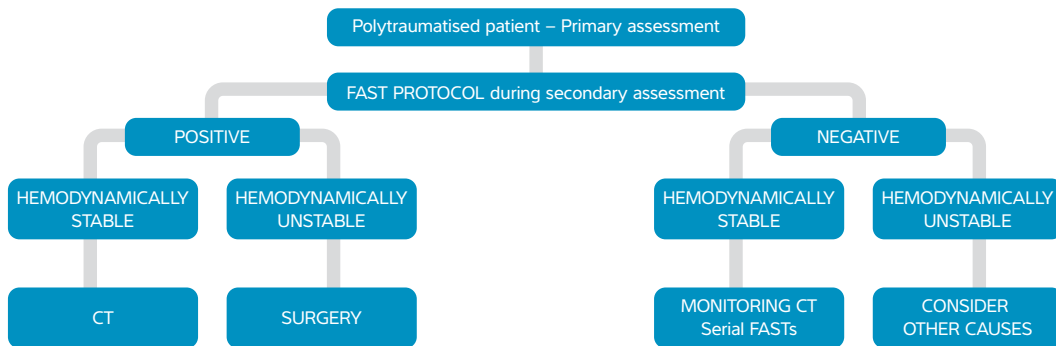 Polytraumatised patient – Primary assessment
FAST PROTOCOL during secondary assessment
POSITIVE
NEGATIVE
HEMODYNAMICALLY
STABLE
HEMODYNAMICALLY
UNSTABLE
HEMODYNAMICALLY
STABLE
HEMODYNAMICALLY
UNSTABLE
CT
SURGERY
MONITORING CT
Serial FASTs
CONSIDER
OTHER CAUSES